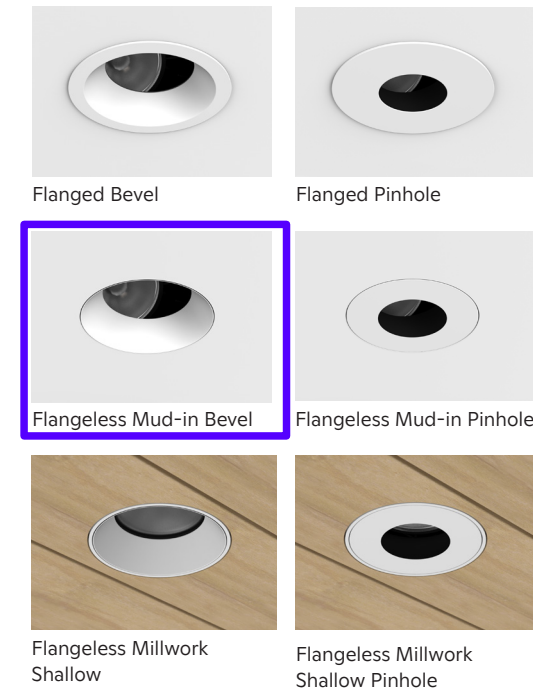 Flanged Bevel
Flanged Pinhole
Flangeless Mud-in Bevel
Flangeless Mud-in Pinhole
Flangeless Millwork
Shallow
Flangeless Millwork
Shallow Pinhole